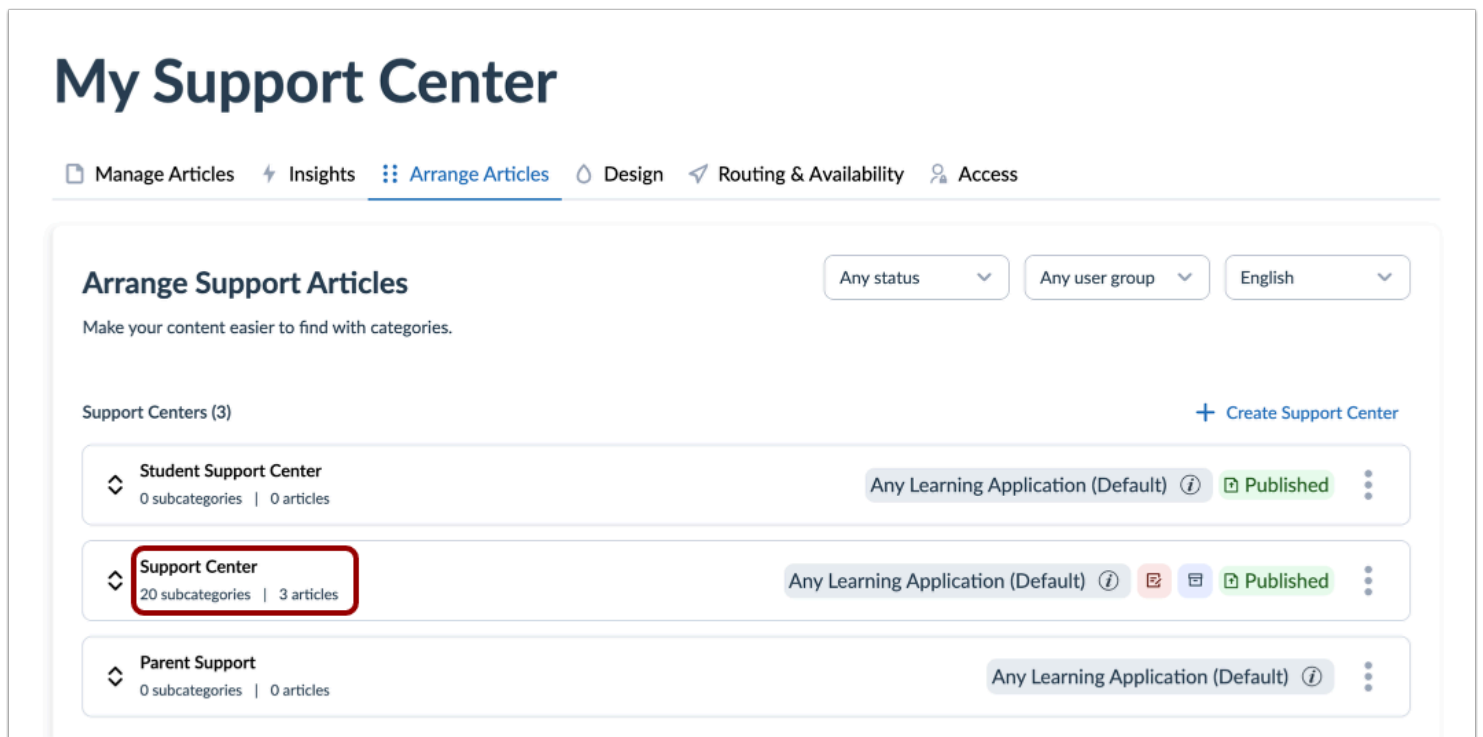 My Support Center
Manage Articles Insights Arrange Articles Design Routing & Availability Access
Arrange Support Articles
Any status Any user group English
Make your content easier to find with categories.
Support Centers (3)
Create Support Center
Student Support Center
0 subcategories | 0 articles
Any Learning Application (Default) Published
Support Center
20 subcategories | 3 articles
Any Learning Application (Default) Published
Parent Support
0 subcategories | 0 articles
Any Learning Application (Default)